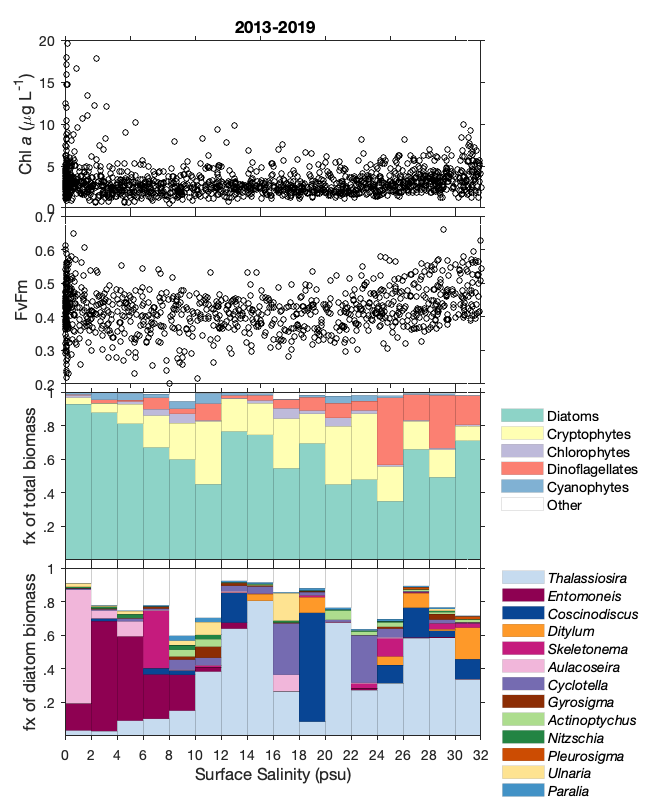 2013-2019
Chl a (μg L⁻¹)
20
15
10
5
0
FvFm
0.7
0.6
0.5
0.4
0.3
0.2
fx of total biomass
1
.8
.6
.4
.2
Diatoms
Cryptophytes
Chlorophytes
Dinoflagellates
Cyanophytes
Other
fx of diatom biomass
1
.8
.6
.4
.2
Thalassiosira
Entomoneis
Coscinodiscus
Ditylum
Skeletonema
Aulacoseira
Cyclotella
Gyrosigma
Actinoptychus
Nitzschia
Pleurosigma
Ulnaria
Paralia
0 2 4 6 8 10 12 14 16 18 20 22 24 26 28 30 32
Surface Salinity (psu)